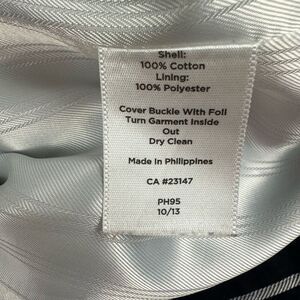 Shell:
100% Cotton
Lining:
100% Polyester
Cover Buckle With Foil
Turn Garment Inside
Out
Dry Clean
Made in Philippines
CA #23147
PH95
10/13